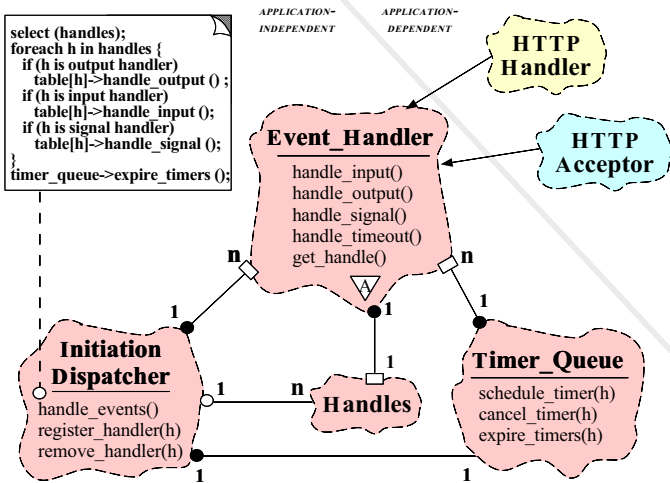 APPLICATION-
INDEPENDENT
APPLICATION-
DEPENDENT
select (handles);
foreach h in handles {
if (h is output handler)
table[h]->handle_output () ;
if (h is input handler)
table[h]->handle_input ();
if (h is signal handler)
table[h]->handle_signal ();
}
timer_queue->expire_timers ();
HTTP
Handler
HTTP
Acceptor
Event_Handler
handle_input()
handle_output()
handle_signal()
handle_timeout()
get_handle()
A
n
n
1
1
1
Initiation
Dispatcher
handle_events()
register_handler(h)
remove_handler(h)
1
n
1
Handles
Timer_Queue
schedule_timer(h)
cancel_timer(h)
expire_timers(h)
1
1